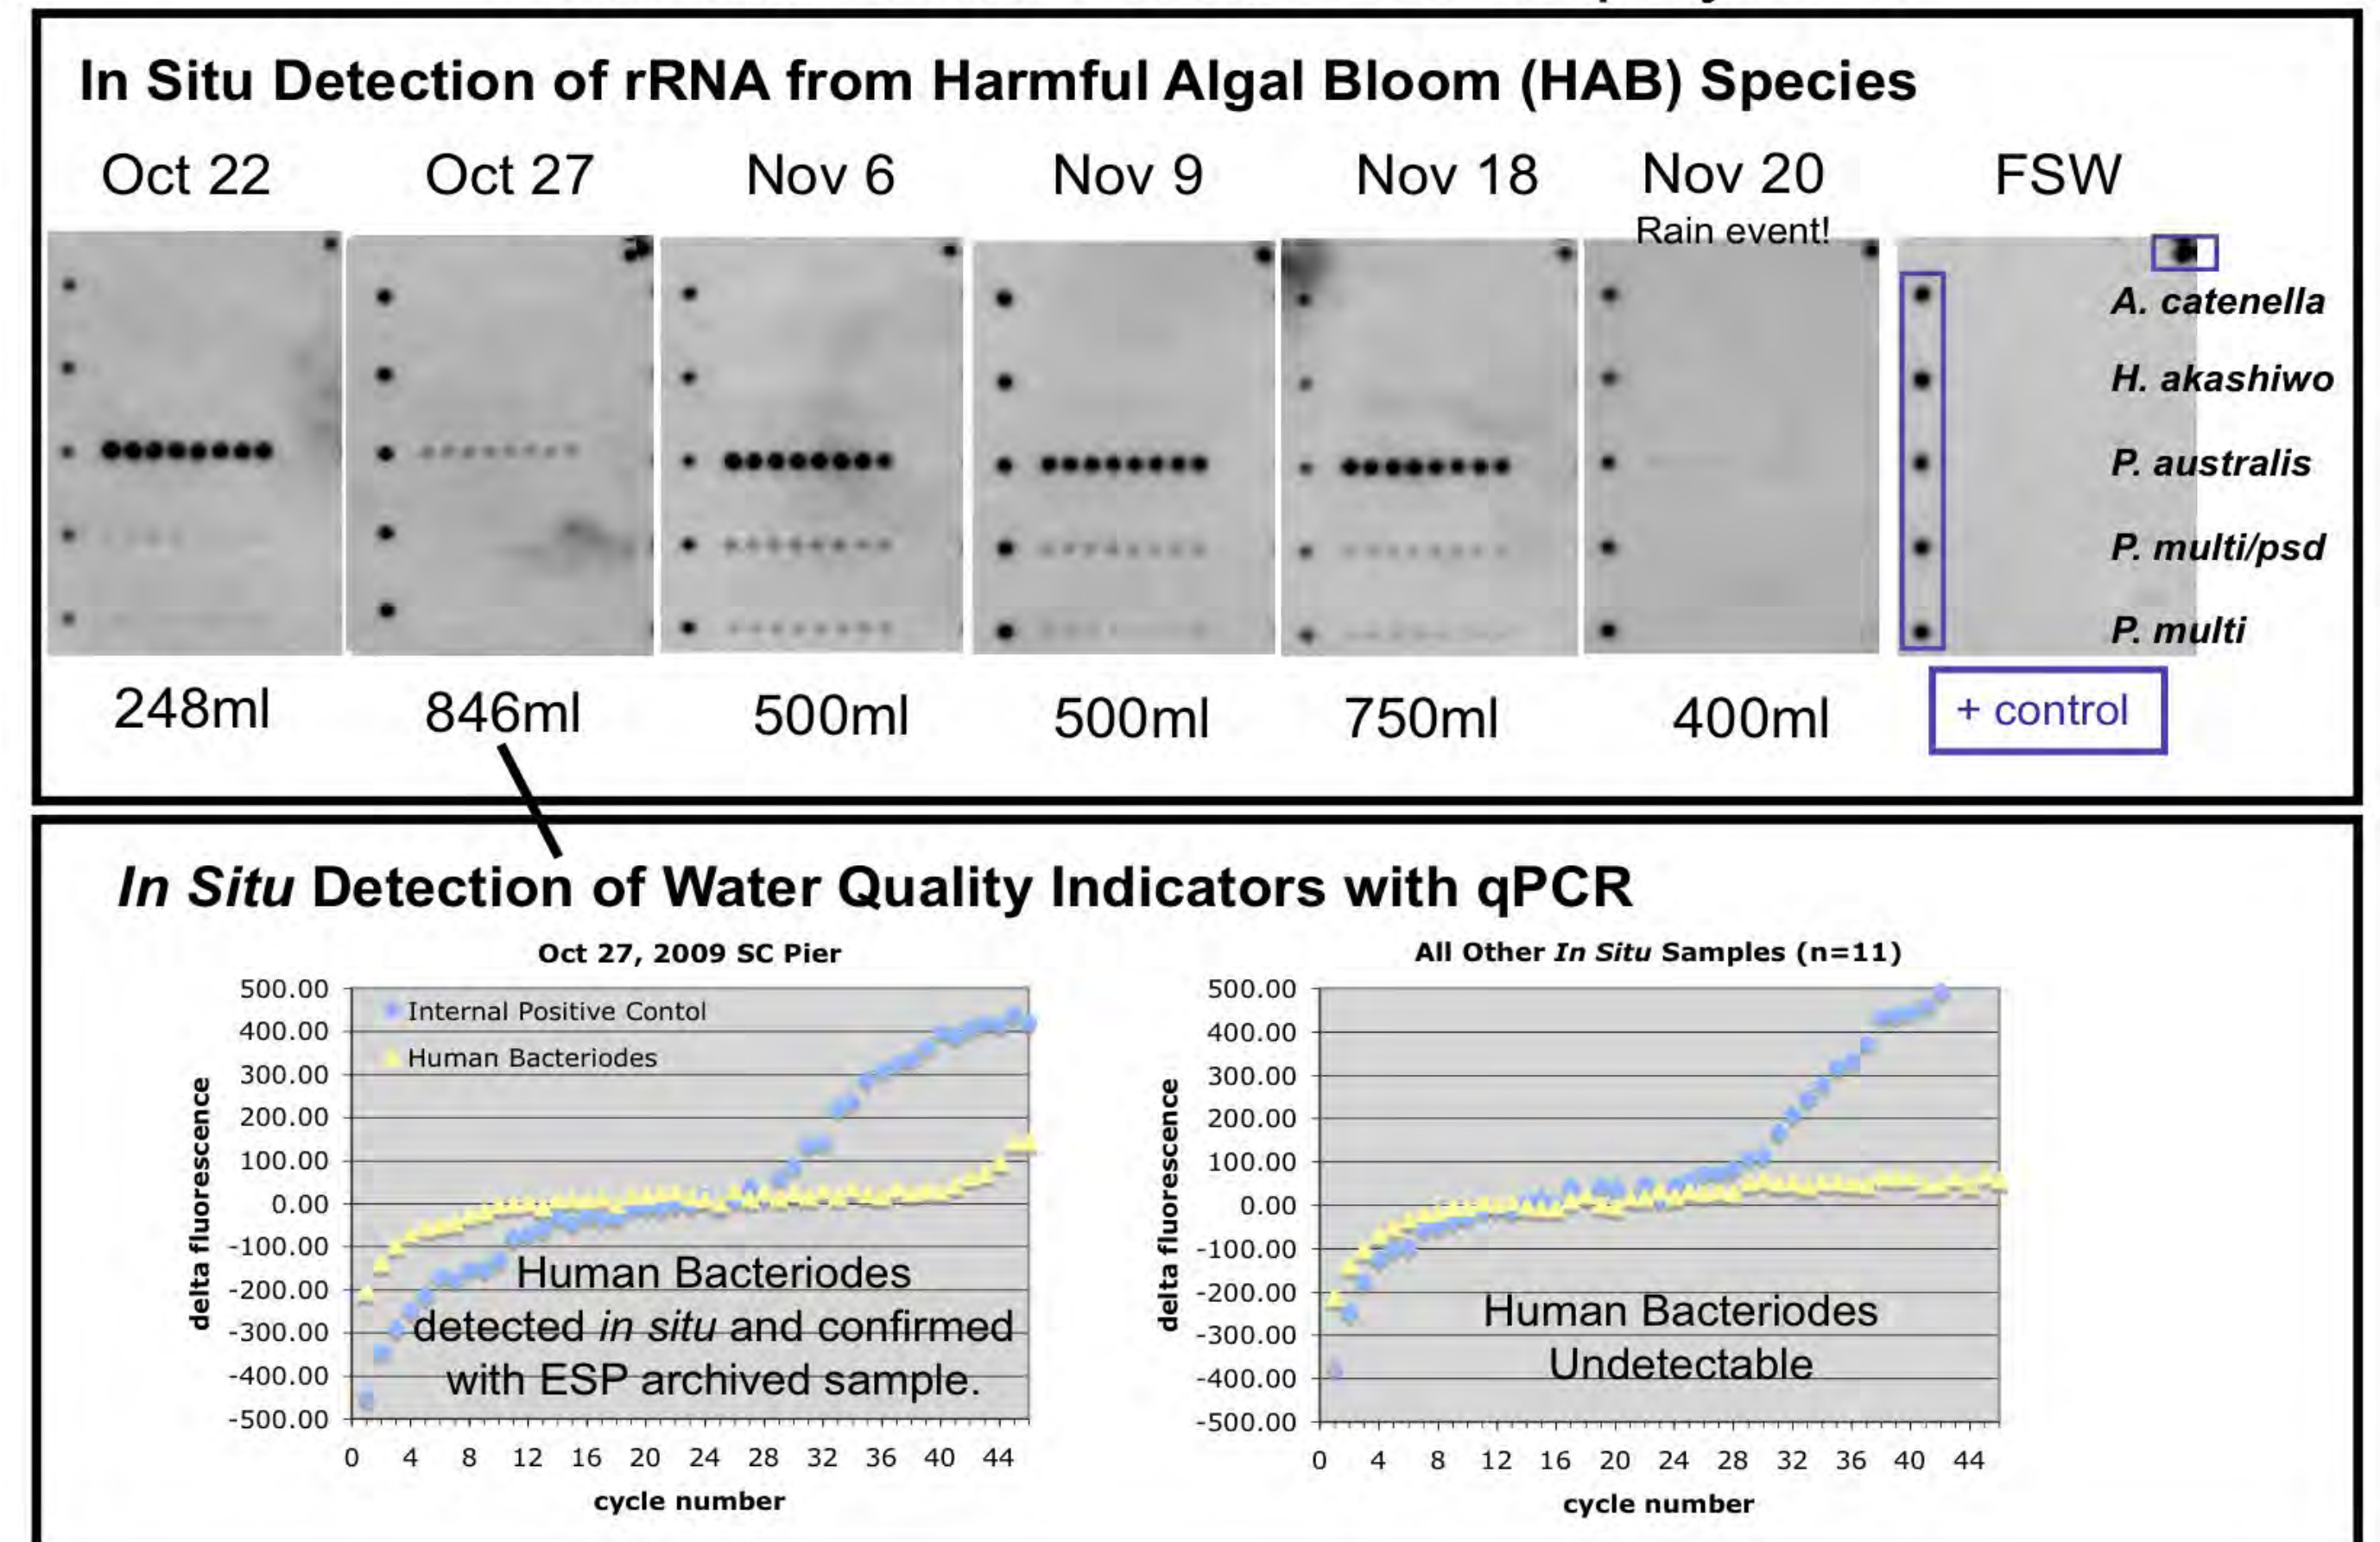 In Situ Detection of rRNA from Harmful Algal Bloom (HAB) Species
Oct 22 Oct 27 Nov 6 Nov 9 Nov 18 Nov 20 FSW
Rain event!
A. catenella
H. akashiwo
P. australis
P. multi/psd
P. multi
248ml 846ml 500ml 500ml 750ml 400ml + control
In Situ Detection of Water Quality Indicators with qPCR
Oct 27, 2009 SC Pier
500.00
400.00
300.00
200.00
100.00
0.00
-100.00
-200.00
-300.00
-400.00
-500.00
delta fluorescence
Internal Positive Contol
Human Bacteriodes
Human Bacteriodes
detected in situ and confirmed
with ESP archived sample.
0 4 8 12 16 20 24 28 32 36 40 44
cycle number
All Other In Situ Samples (n=11)
500.00
400.00
300.00
200.00
100.00
0.00
-100.00
-200.00
-300.00
-400.00
-500.00
delta fluorescence
Human Bacteriodes
Undetectable
0 4 8 12 16 20 24 28 32 36 40 44
cycle number